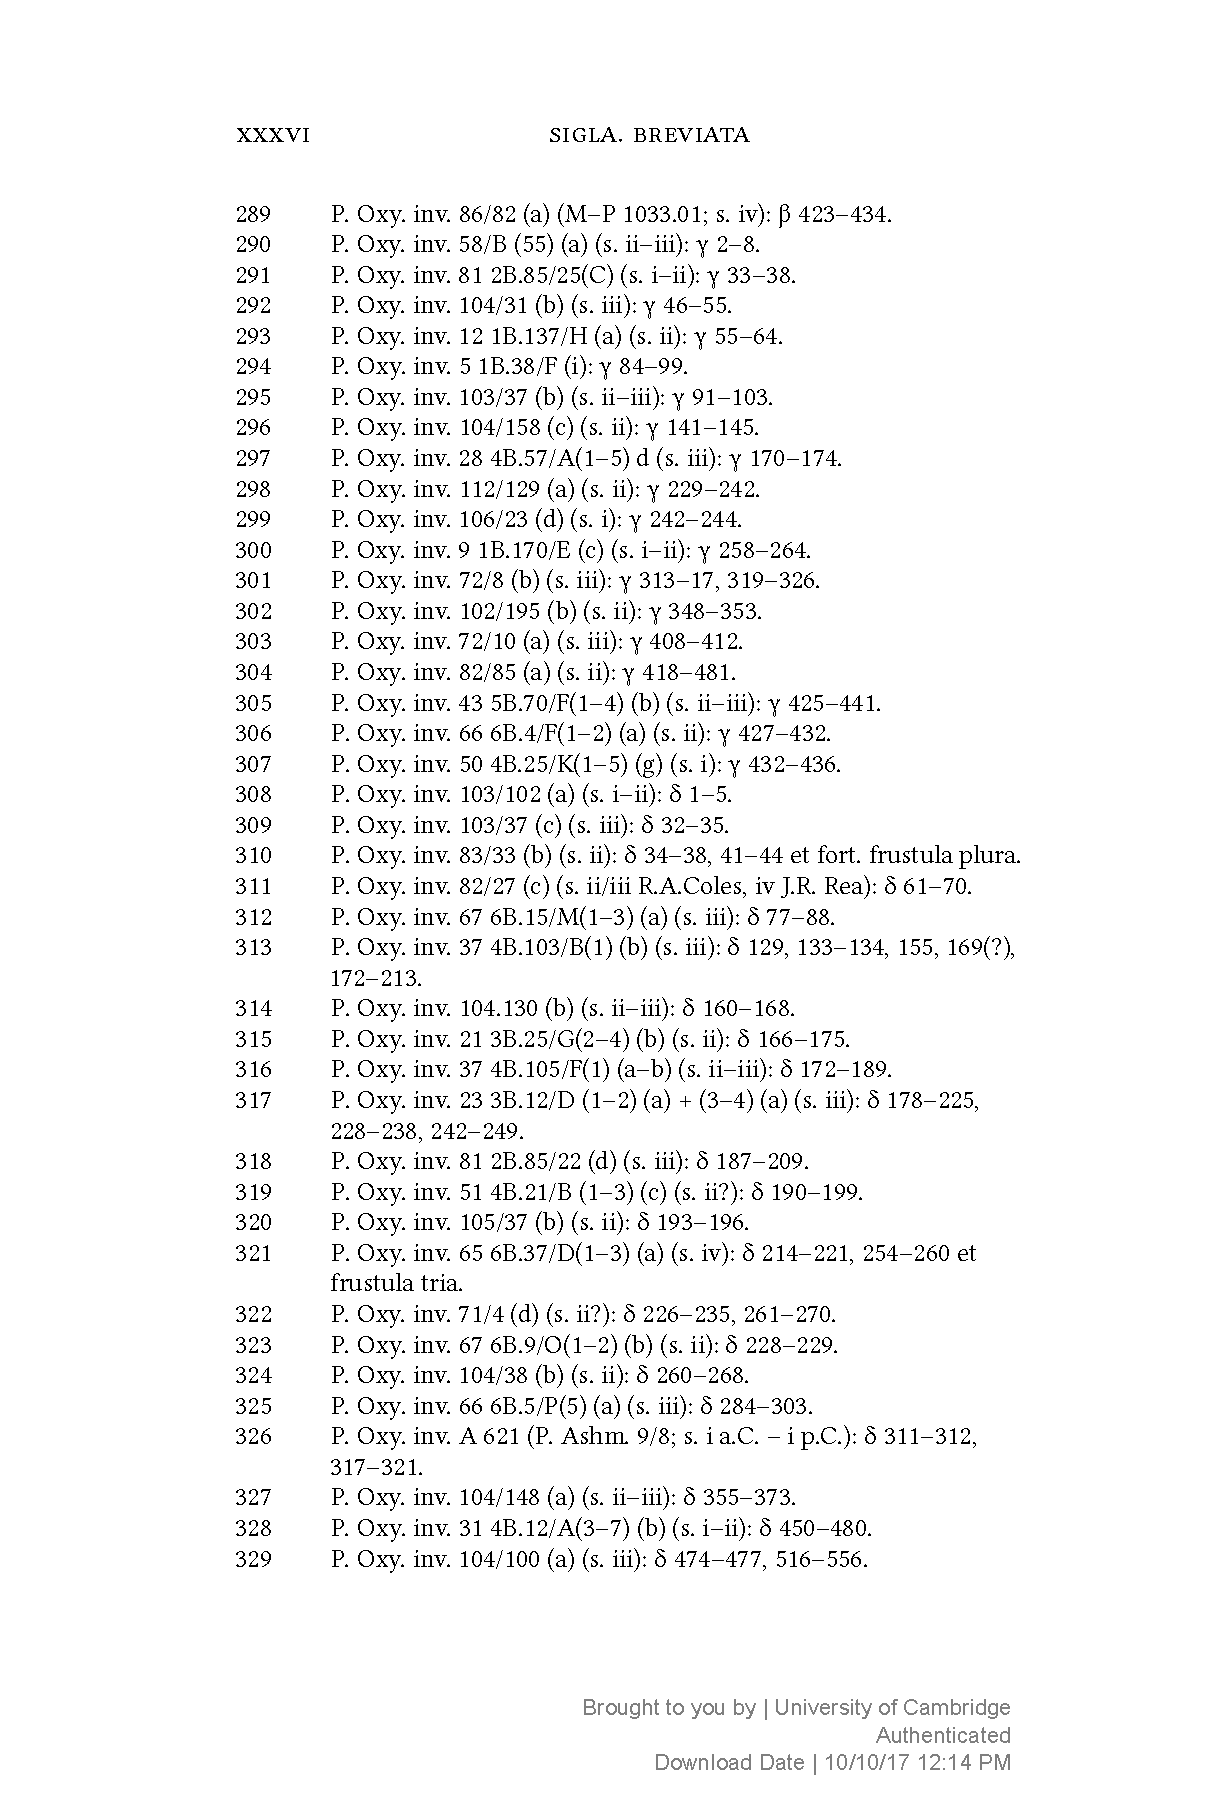 XXXVI SIGLA. BREVIATA
289 P. Oxy. inv. 86/82 (a) (M–P 1033.01; s. iv): β 423–434.
290 P. Oxy. inv. 58/B (55) (a) (s. ii–iii): γ 2–8.
291 P. Oxy. inv. 81 2B.85/25(C) (s. i–ii): γ 33–38.
292 P. Oxy. inv. 104/31 (b) (s. iii): γ 46–55.
293 P. Oxy. inv. 12 1B.137/H (a) (s. ii): γ 55–64.
294 P. Oxy. inv. 5 1B.38/F (i): γ 84–99.
295 P. Oxy. inv. 103/37 (b) (s. ii–iii): γ 91–103.
296 P. Oxy. inv. 104/158 (c) (s. ii): γ 141–145.
297 P. Oxy. inv. 28 4B.57/A(1–5) d (s. iii): γ 170–174.
298 P. Oxy. inv. 112/129 (a) (s. ii): γ 229–242.
299 P. Oxy. inv. 106/23 (d) (s. i): γ 242–244.
300 P. Oxy. inv. 9 1B.170/E (c) (s. i–ii): γ 258–264.
301 P. Oxy. inv. 72/8 (b) (s. iii): γ 313–17, 319–326.
302 P. Oxy. inv. 102/195 (b) (s. ii): γ 348–353.
303 P. Oxy. inv. 72/10 (a) (s. iii): γ 408–412.
304 P. Oxy. inv. 82/85 (a) (s. ii): γ 418–481.
305 P. Oxy. inv. 43 5B.70/F(1–4) (b) (s. ii–iii): γ 425–441.
306 P. Oxy. inv. 66 6B.4/F(1–2) (a) (s. ii): γ 427–432.
307 P. Oxy. inv. 50 4B.25/K(1–5) (g) (s. i): γ 432–436.
308 P. Oxy. inv. 103/102 (a) (s. i–ii): δ 1–5.
309 P. Oxy. inv. 103/37 (c) (s. iii): δ 32–35.
310 P. Oxy. inv. 83/33 (b) (s. ii): δ 34–38, 41–44 et fort. frustula plura.
311 P. Oxy. inv. 82/27 (c) (s. ii/iii R.A.Coles, iv J.R. Rea): δ 61–70.
312 P. Oxy. inv. 67 6B.15/M(1–3) (a) (s. iii): δ 77–88.
313 P. Oxy. inv. 37 4B.103/B(1) (b) (s. iii): δ 129, 133–134, 155, 169(?),
172–213.
314 P. Oxy. inv. 104.130 (b) (s. ii–iii): δ 160–168.
315 P. Oxy. inv. 21 3B.25/G(2–4) (b) (s. ii): δ 166–175.
316 P. Oxy. inv. 37 4B.105/F(1) (a–b) (s. ii–iii): δ 172–189.
317 P. Oxy. inv. 23 3B.12/D (1–2) (a) + (3–4) (a) (s. iii): δ 178–225,
228–238, 242–249.
318 P. Oxy. inv. 81 2B.85/22 (d) (s. iii): δ 187–209.
319 P. Oxy. inv. 51 4B.21/B (1–3) (c) (s. ii?): δ 190–199.
320 P. Oxy. inv. 105/37 (b) (s. ii): δ 193–196.
321 P. Oxy. inv. 65 6B.37/D(1–3) (a) (s. iv): δ 214–221, 254–260 et
frustula tria.
322 P. Oxy. inv. 71/4 (d) (s. ii?): δ 226–235, 261–270.
323 P. Oxy. inv. 67 6B.9/O(1–2) (b) (s. ii): δ 228–229.
324 P. Oxy. inv. 104/38 (b) (s. ii): δ 260–268.
325 P. Oxy. inv. 66 6B.5/P(5) (a) (s. iii): δ 284–303.
326 P. Oxy. inv. A 621 (P. Ashm. 9/8; s. i a.C. – i p.C.): δ 311–312,
317–321.
327 P. Oxy. inv. 104/148 (a) (s. ii–iii): δ 355–373.
328 P. Oxy. inv. 31 4B.12/A(3–7) (b) (s. i–ii): δ 450–480.
329 P. Oxy. inv. 104/100 (a) (s. iii): δ 474–477, 516–556.
Brought to you by | University of Cambridge
Authenticated
Download Date | 10/10/17 12:14 PM